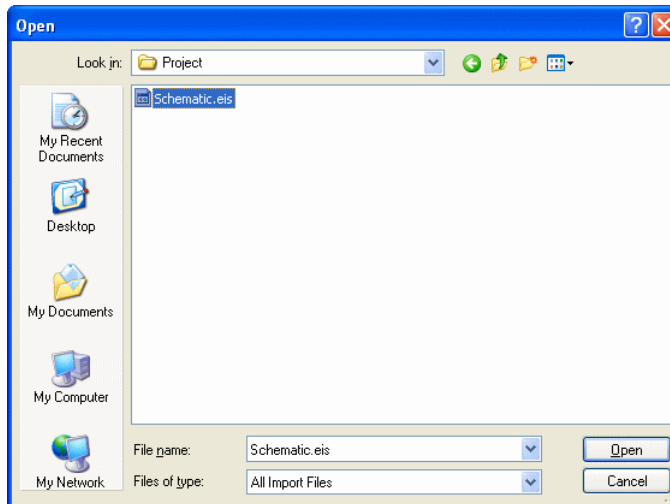 Open
Look in:
Project
Schematic.eis
My Recent
Documents
Desktop
My Documents
My Computer
My Network
File name:
Schematic.eis
Open
Files of type:
All Import Files
Cancel